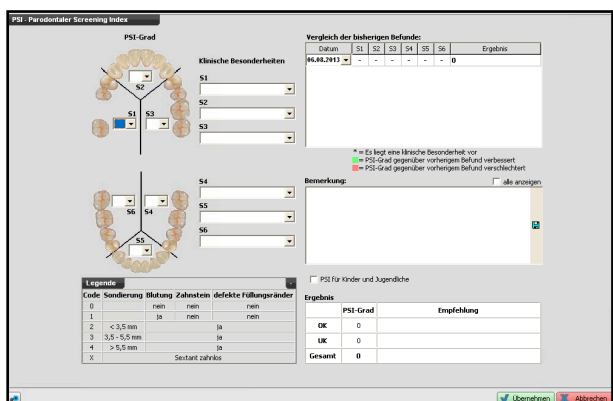 PSI - Parodontaler Screening Index
PSI-Grad
S2
S1 S3
S6 S4
S5
Klinische Besonderheiten
S1
S2
S3
S4
S5
S6
Vergleich der bisherigen Befunde:
Datum S1 S2 S3 S4 S5 S6 Ergebnis
06.08.2013 - - - - - - 0
* = Es liegt eine klinische Besonderheit vor
= PSI-Grad gegenüber vorherigem Befund verbessert
= PSI-Grad gegenüber vorherigem Befund verschlechtert
Bemerkung: alle anzeigen
PSI für Kinder und Jugendliche
Legende -
Code Sondierung Blutung Zahnstein defekte Füllungsränder
0 nein nein nein
1 ja nein nein
2 < 3,5 mm ja
3 3,5 - 5,5 mm ja
4 > 5,5 mm ja
X Sextant zahnlos
Ergebnis
PSI-Grad Empfehlung
OK 0
UK 0
Gesamt 0
Übernehmen Abbrechen